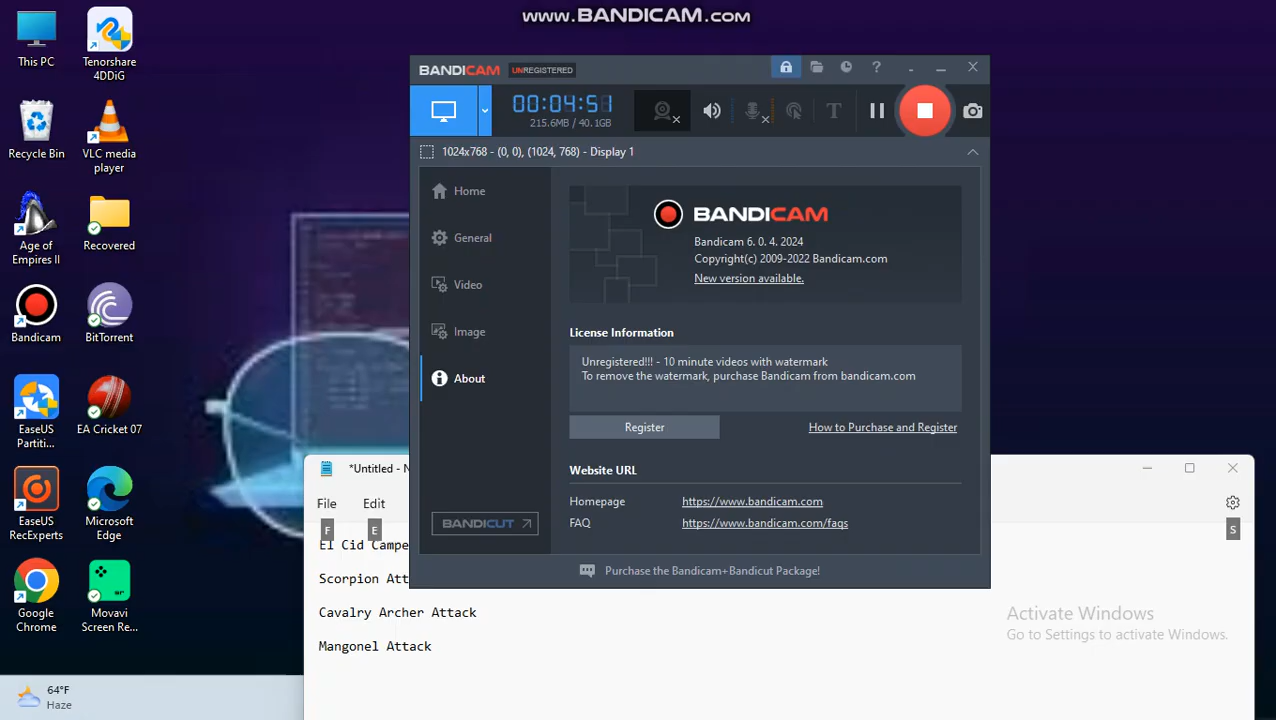 www.BANDICAM.com
This PC
Tenorshare
4DDiG
Recycle Bin
VLC media
player
Age of
Empires II
Recovered
Bandicam
BitTorrent
EaseUS
Partiti...
EA Cricket 07
EaseUS
RecExperts
Microsoft
Edge
Google
Chrome
Movavi
Screen Re...
64°F
Haze
BANDICAM UNREGISTERED
00:04:51
215.6MB / 40.1GB
1024x768 - (0, 0), (1024, 768) - Display 1
Home
General
Video
Image
About
BANDICUT
BANDICAM
Bandicam 6. 0. 4. 2024
Copyright(c) 2009-2022 Bandicam.com
New version available.
License Information
Unregistered!!! - 10 minute videos with watermark
To remove the watermark, purchase Bandicam from bandicam.com
Register
How to Purchase and Register
Website URL
Homepage https://www.bandicam.com
FAQ https://www.bandicam.com/faqs
Purchase the Bandicam+Bandicut Package!
*Untitled - N
File Edit
F E S
El Cid Campe
Scorpion Att
Cavalry Archer Attack
Mangonel Attack
Activate Windows
Go to Settings to activate Windows.